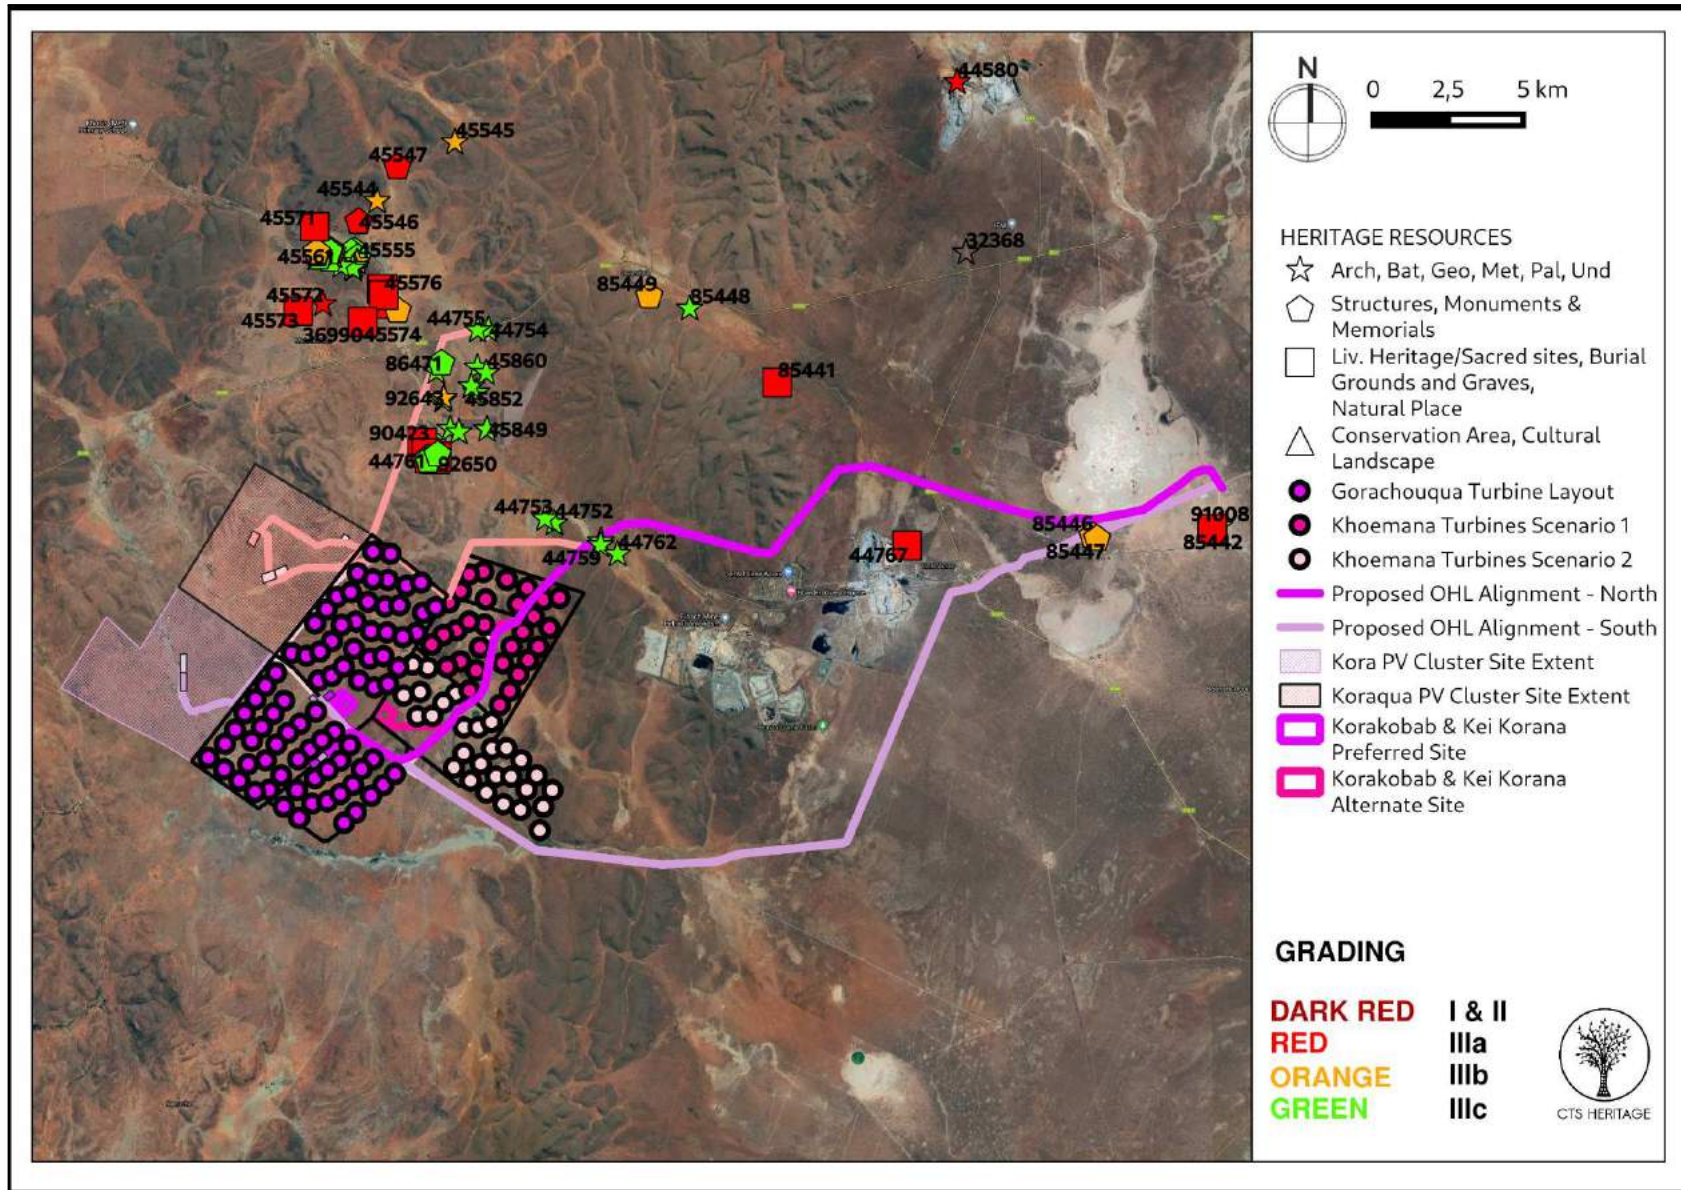 44580
45545
45547
45544
45571
45546
45555
45561
32368
45576
45572
45573
3699045574
85449
85448
44755
44754
86471
45860
92643
45852
85441
90423
45849
44761
92650
44753
44752
44759
44762
44767
85446
85447
91008
85442
N
0 2,5 5 km
HERITAGE RESOURCES
Arch, Bat, Geo, Met, Pal, Und
Structures, Monuments &
Memorials
Liv. Heritage/Sacred sites, Burial
Grounds and Graves,
Natural Place
Conservation Area, Cultural
Landscape
Gorachouqua Turbine Layout
Khoemana Turbines Scenario 1
Khoemana Turbines Scenario 2
Proposed OHL Alignment - North
Proposed OHL Alignment - South
Kora PV Cluster Site Extent
Koraqua PV Cluster Site Extent
Korakobab & Kei Korana
Preferred Site
Korakobab & Kei Korana
Alternate Site
GRADING
DARK RED I & II
RED IIIa
ORANGE IIIb
GREEN IIIc
CTS HERITAGE